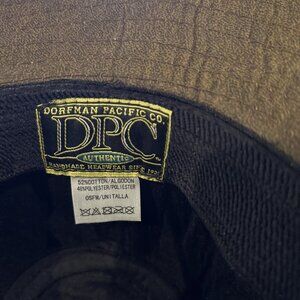 DORFMAN PACIFIC CO.
DPC
AUTHENTIC
HANDMADE HEADWEAR SINCE 1921
52%COTTON/ALGODON
48%POLYESTER/POLIESTER
OSFM/UNITALLA